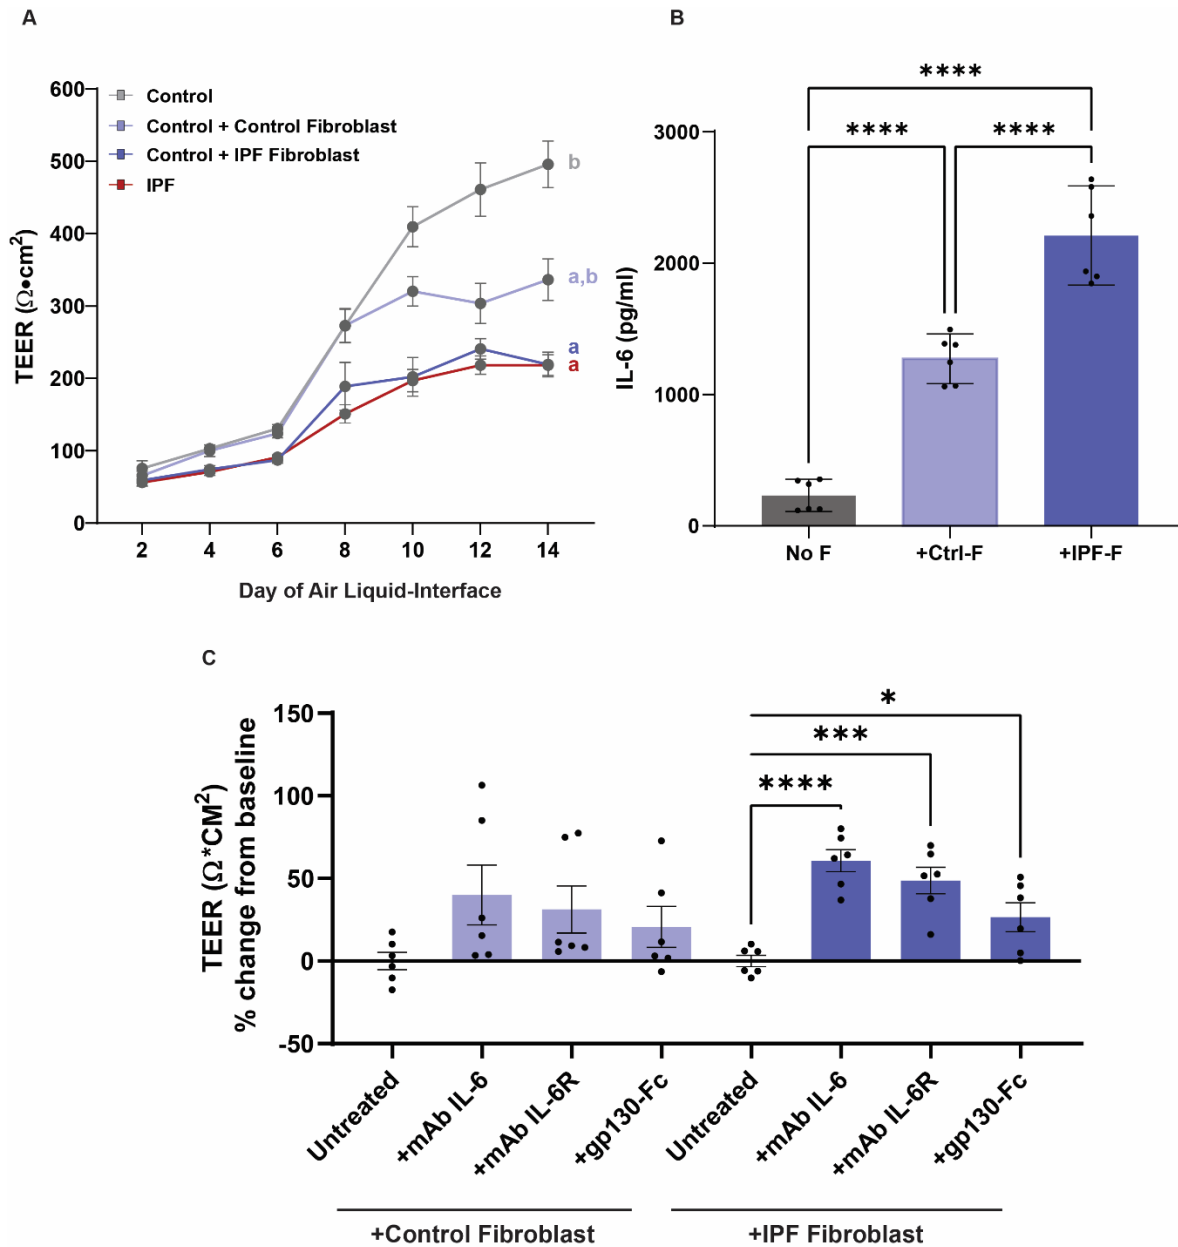 A
600
500
400
300
200
100
0
TEER (Ω•cm²)
Control
Control + Control Fibroblast
Control + IPF Fibroblast
IPF
b
a,b
a
a
2 4 6 8 10 12 14
Day of Air Liquid-Interface
B
****
**** ****
3000
2000
1000
0
IL-6 (pg/ml)
No F +Ctrl-F +IPF-F
C
*
***
****
150
100
50
0
-50
TEER (Ω*CM²)
% change from baseline
Untreated
+mAb IL-6
+mAb IL-6R
+gp130-Fc
Untreated
+mAb IL-6
+mAb IL-6R
+gp130-Fc
+Control Fibroblast
+IPF Fibroblast